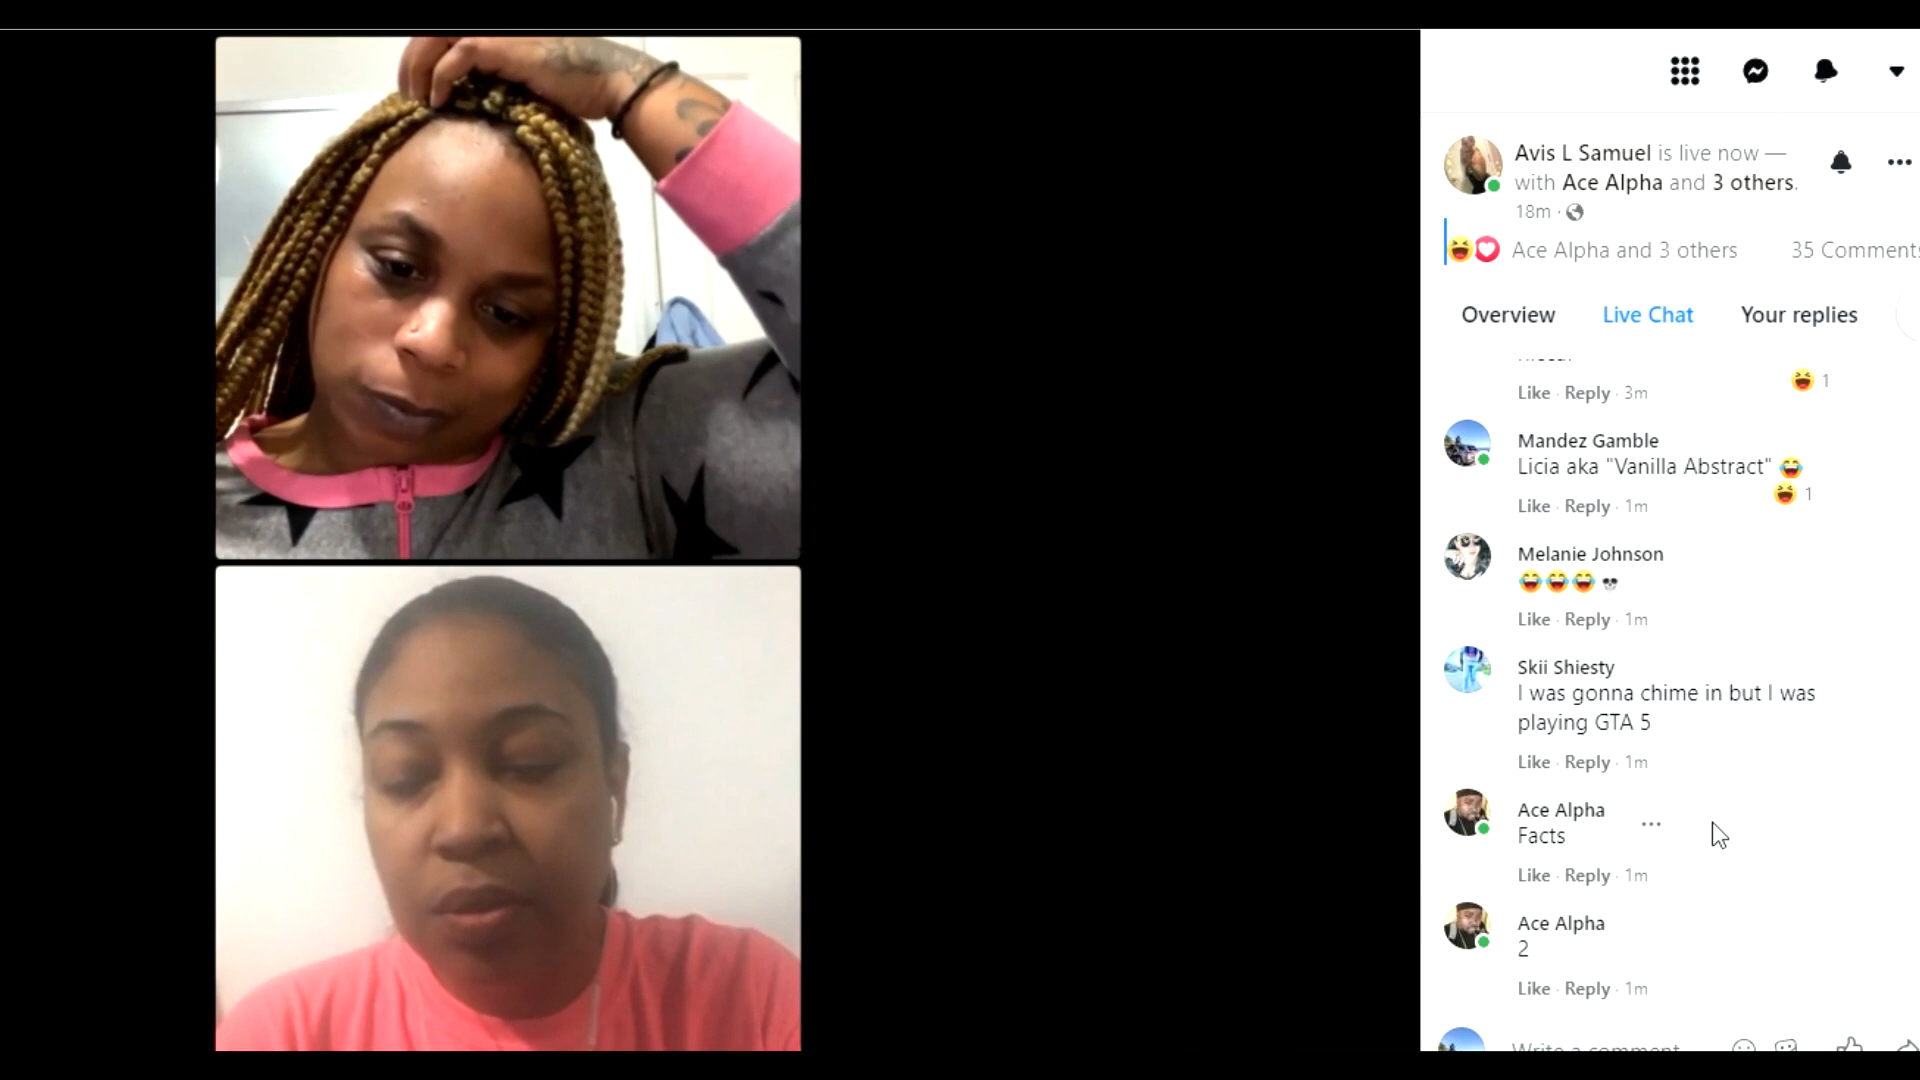 Avis L Samuel is live now —
with Ace Alpha and 3 others.
18m ·
Ace Alpha and 3 others 35 Comments
Overview Live Chat Your replies
1
Like · Reply · 3m
Mandez Gamble
Licia aka "Vanilla Abstract" 😂
1
Like · Reply · 1m
Melanie Johnson
😂😂😂💀
Like · Reply · 1m
Skii Shiesty
I was gonna chime in but I was
playing GTA 5
Like · Reply · 1m
Ace Alpha
Facts
Like · Reply · 1m
Ace Alpha
2
Like · Reply · 1m
Write a comment